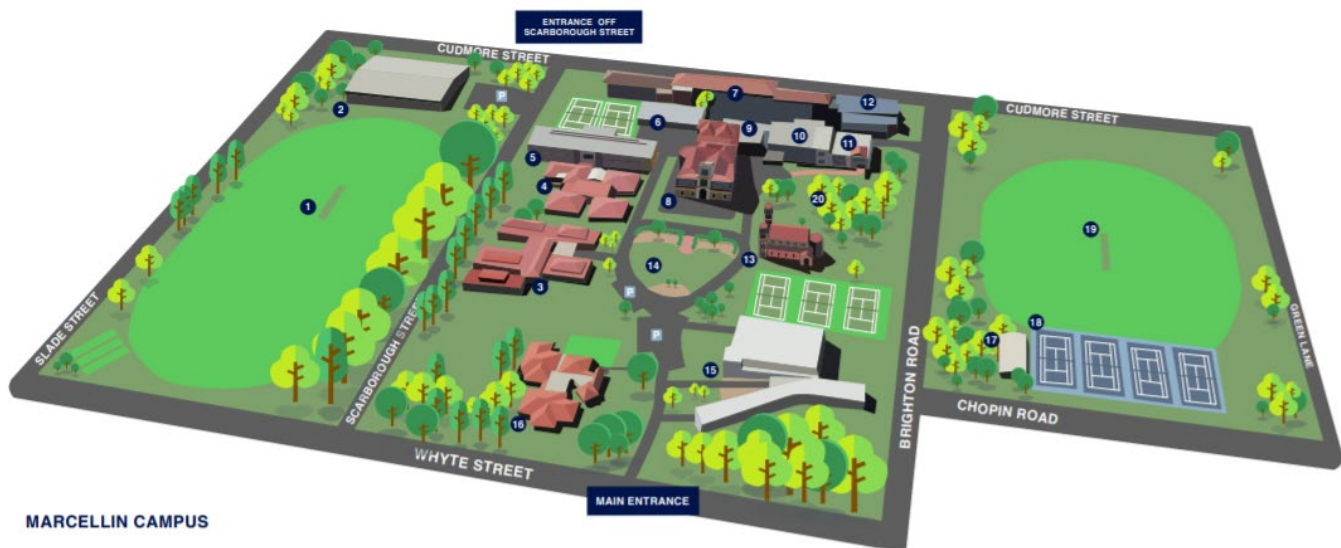 ENTRANCE OFF
SCARBOROUGH STREET
CUDMORE STREET
CUDMORE STREET
P
7
12
2
6
9
10
11
5
4
8
20
1
19
13
14
3
P
P
18
17
15
16
SLADE STREET
SCARBOROUGH STREET
BRIGHTON ROAD
GREEN LANE
CHOPIN ROAD
WHYTE STREET
MAIN ENTRANCE
MARCELLIN CAMPUS